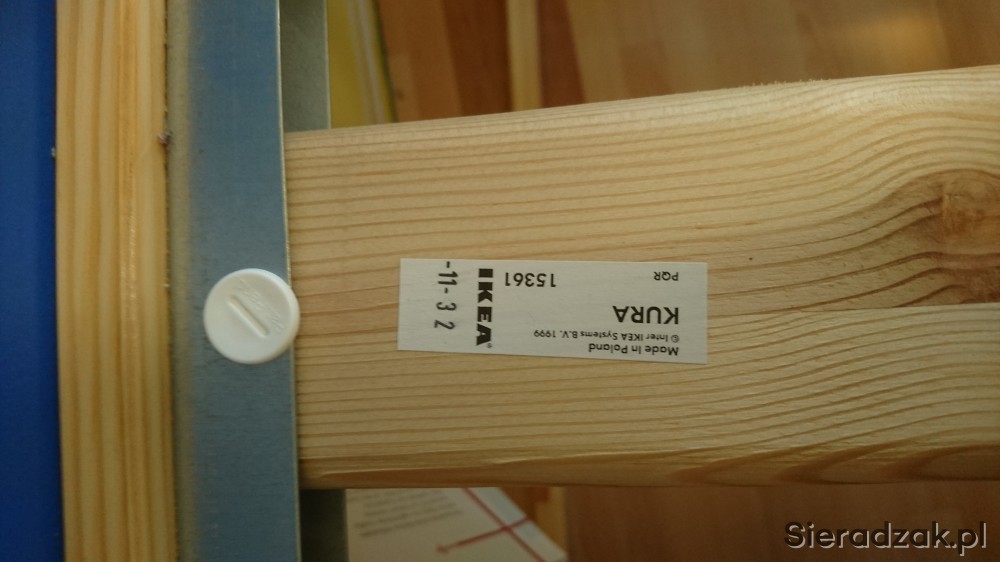 Made in Poland
© Inter IKEA Systems B.V. 1999
KURA
PQR
IKEA®
15361
-11- 3 2
Sieradzak.pl